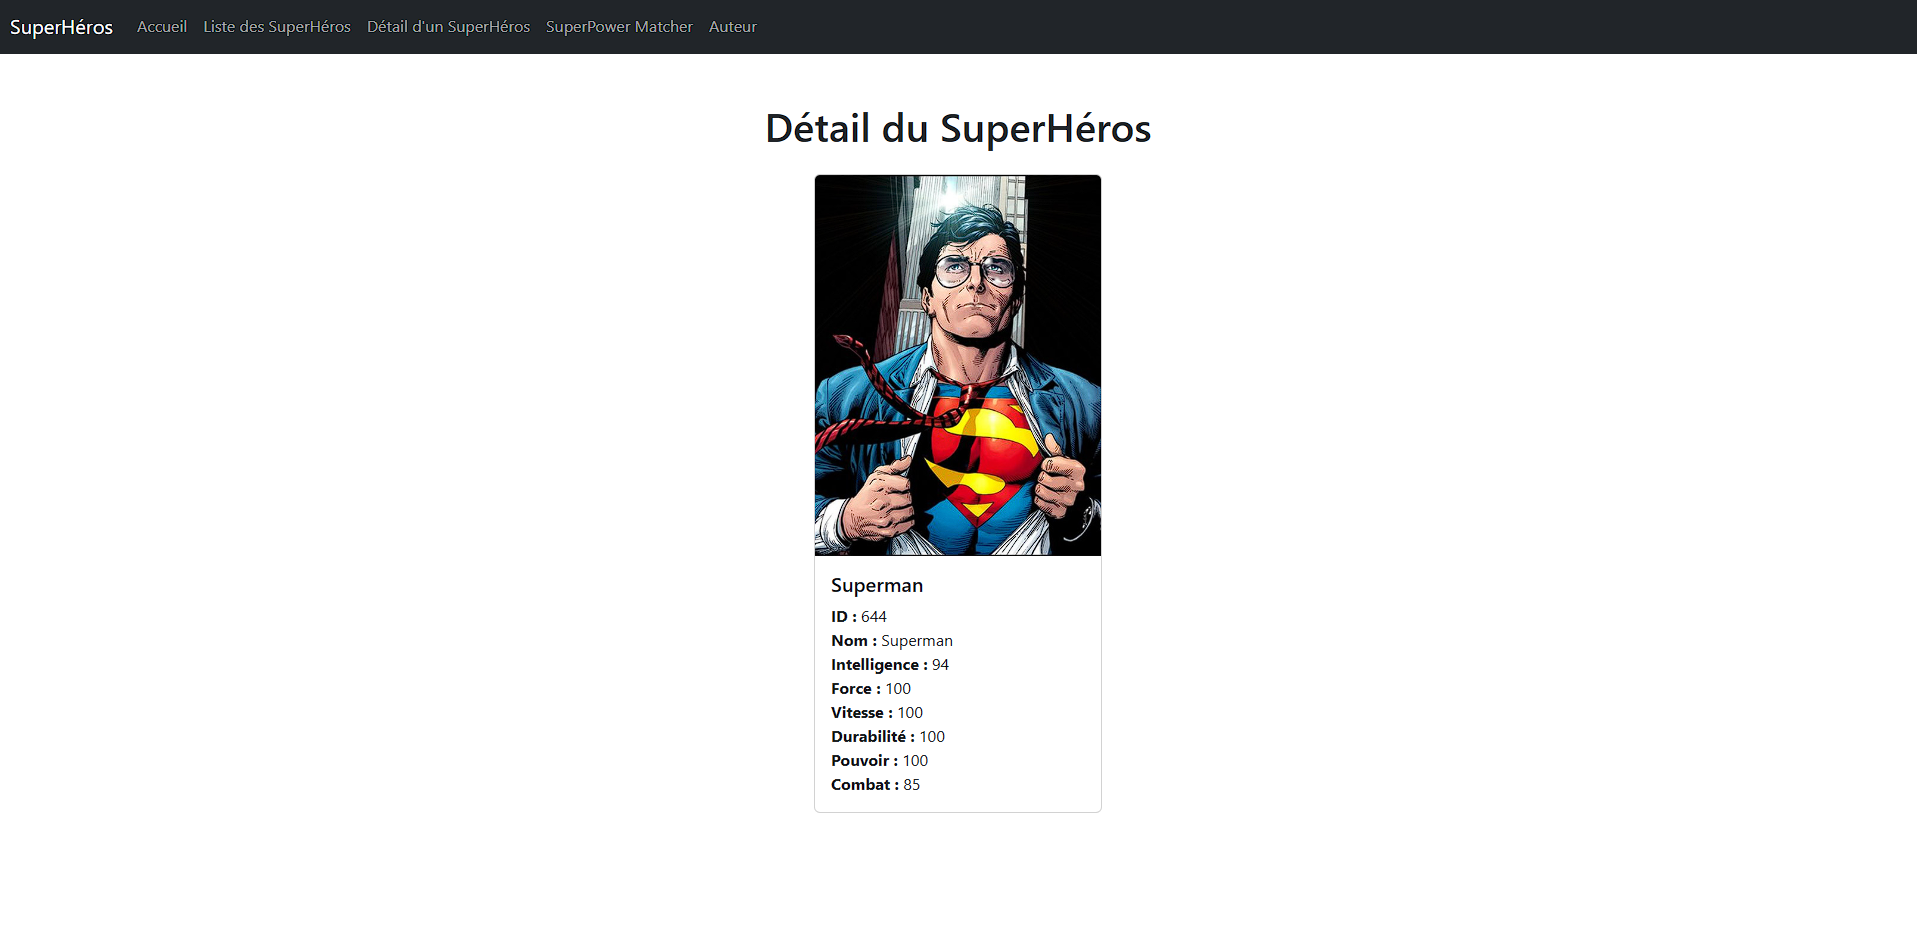 SuperHéros Accueil Liste des SuperHéros Détail d'un SuperHéros SuperPower Matcher Auteur
Détail du SuperHéros
S
Superman
ID : 644
Nom : Superman
Intelligence : 94
Force : 100
Vitesse : 100
Durabilité : 100
Pouvoir : 100
Combat : 85